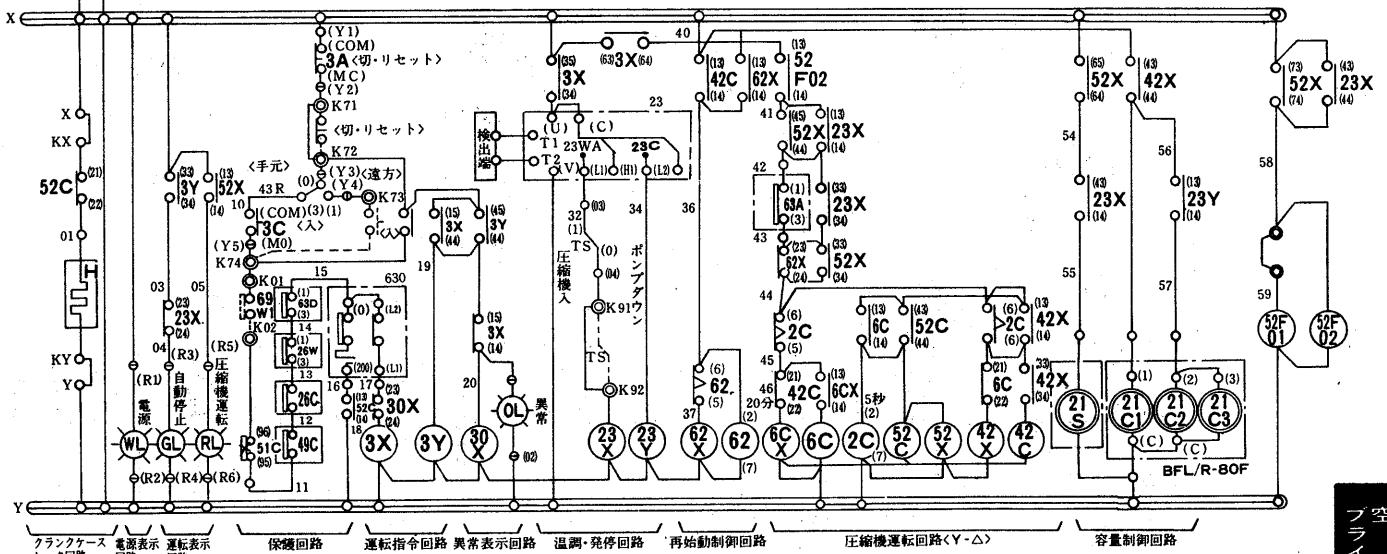 X
Y
X
KX
52C
(21)
(22)
01
H
KY
Y
(R1)
電源
WL
(R2)
(33)
3Y
(34)
03
(23)
23X
(24)
04
(R3)
自動停止
GL
(R4)
(13)
52X
(14)
05
(R5)
圧縮機運転
RL
(R6)
(Y1)
(COM)
3A〈切・リセット〉
(MC)
(Y2)
K71
〈切・リセット〉
K72
(Y3)
〈手元〉
〈遠方〉
43R
(0)
(Y4)
(3)(1)
K73
10
(COM)
3C
〈入〉
〈入〉
(Y5)
(M0)
K74
K01
69
W1
K02
15
(1)
63D
(3)
14
(1)
26W
(3)
13
26C
12
49C
(96)
51C
(95)
11
630
(0)
(L2)
(200)
(L1)
16
17
(13)
52C
(14)
18
(23)
30X
(24)
3X
(15)
3X
(44)
19
3Y
(45)
3Y
(44)
(15)
3X
(14)
20
30X
OL
異常
(02)
(35)
3X
(34)
(63)3X(64)
40
23
検出端
T1
T2
(U)
(C)
23WA
23C
(V)
(L1)
(H1)
(L2)
32
(03)
(1)
TS
(0)
(04)
34
ポンプダウン
圧縮機入
K91
TS
K92
23X
23Y
(13)
42C
(14)
(13)
62X
(14)
36
(6)
62
(5)
37
(2)
62X
62
(7)
(13)
52
F02
(14)
41
(45)
52X
(44)
(13)
23X
(14)
42
(1)
63A
(3)
(33)
23X
(34)
43
(23)
62X
(24)
(33)
52X
(34)
44
(6)
2C
(5)
45
46
20分
(21)
42C
(22)
(13)
6CX
(14)
6CX
6C
(13)
6C
(14)
(43)
52C
(44)
5秒
(2)
2C
(7)
52C
52X
(6)
2C
(6)
(13)
42X
(14)
(21)
6C
(22)
(33)
42X
(34)
42X
42C
(65)
52X
(64)
54
(43)
23X
(14)
55
21S
(43)
42X
(44)
56
(13)
23Y
(14)
57
(1)
(2)
(3)
21C1
21C2
21C3
(C)
(C)
BFL/R-80F
(73)
52X
(74)
(43)
23X
(44)
58
59
52F01
52F02
クランクケース
電源表示
運転表示
保護回路
運転指令回路
異常表示回路
温調・発停回路
再始動制御回路
圧縮機運転回路〈Y-△〉
容量制御回路
空
ブライ